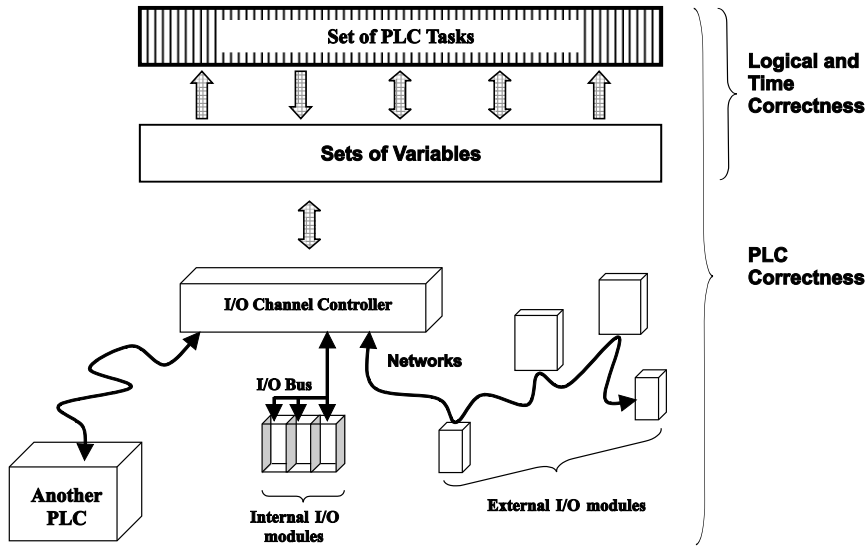 Set of PLC Tasks
Logical and
Time
Correctness
Sets of Variables
PLC
Correctness
I/O Channel Controller
Networks
I/O Bus
Another
PLC
Internal I/O
modules
External I/O modules